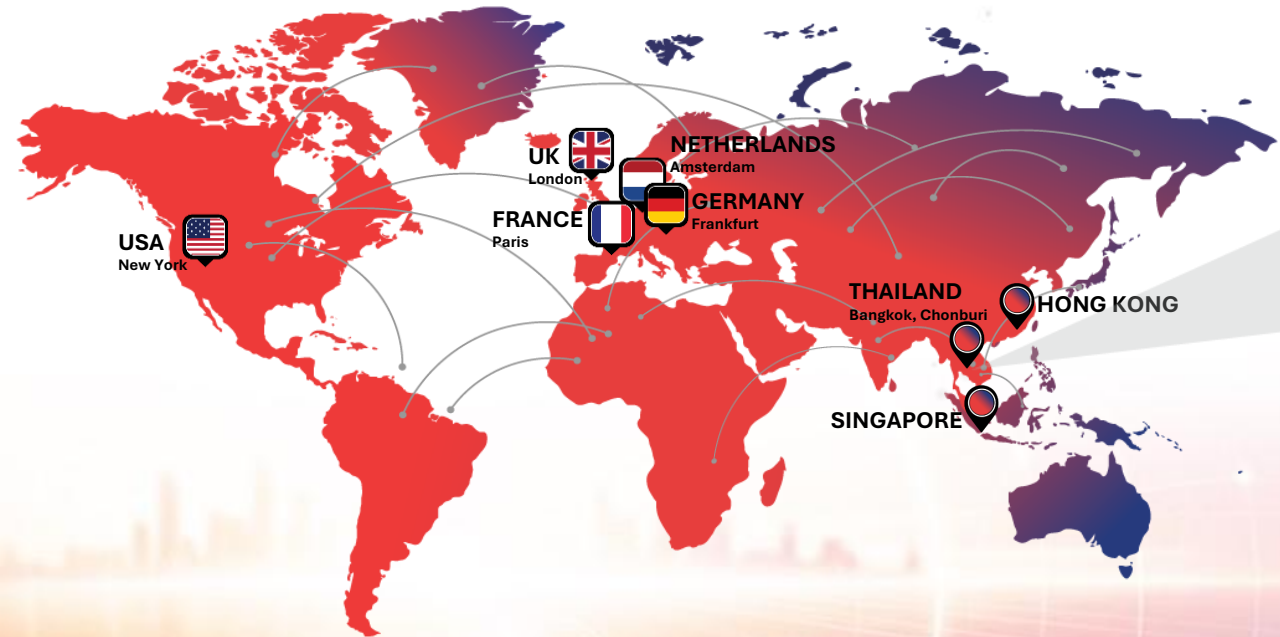 UK
London
NETHERLANDS
Amsterdam
GERMANY
Frankfurt
FRANCE
Paris
USA
New York
THAILAND
Bangkok, Chonburi
HONG KONG
SINGAPORE